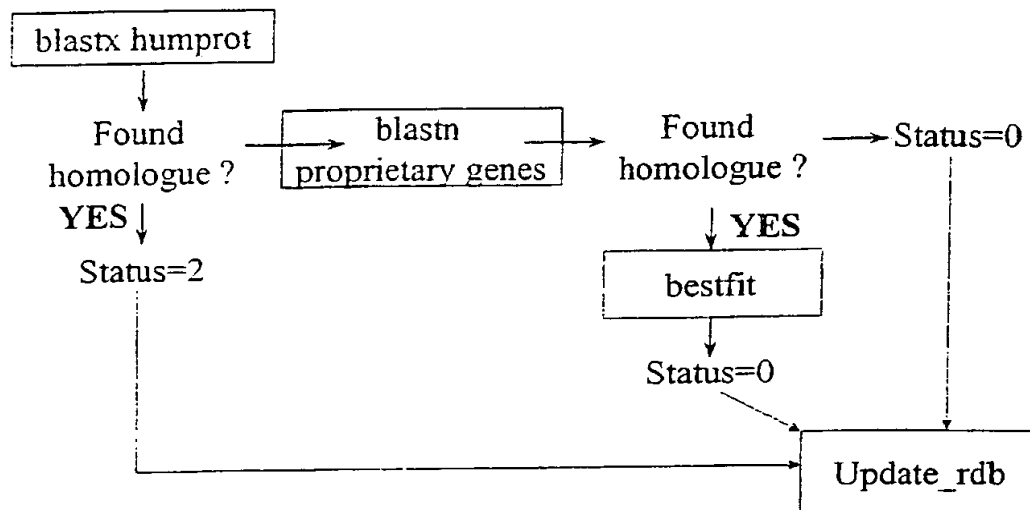 blastx humprot
Found
homologue ?
YES
Status=2
blastn
proprietary genes
Found
homologue ?
YES
bestfit
Status=0
Status=0
Update_rdb